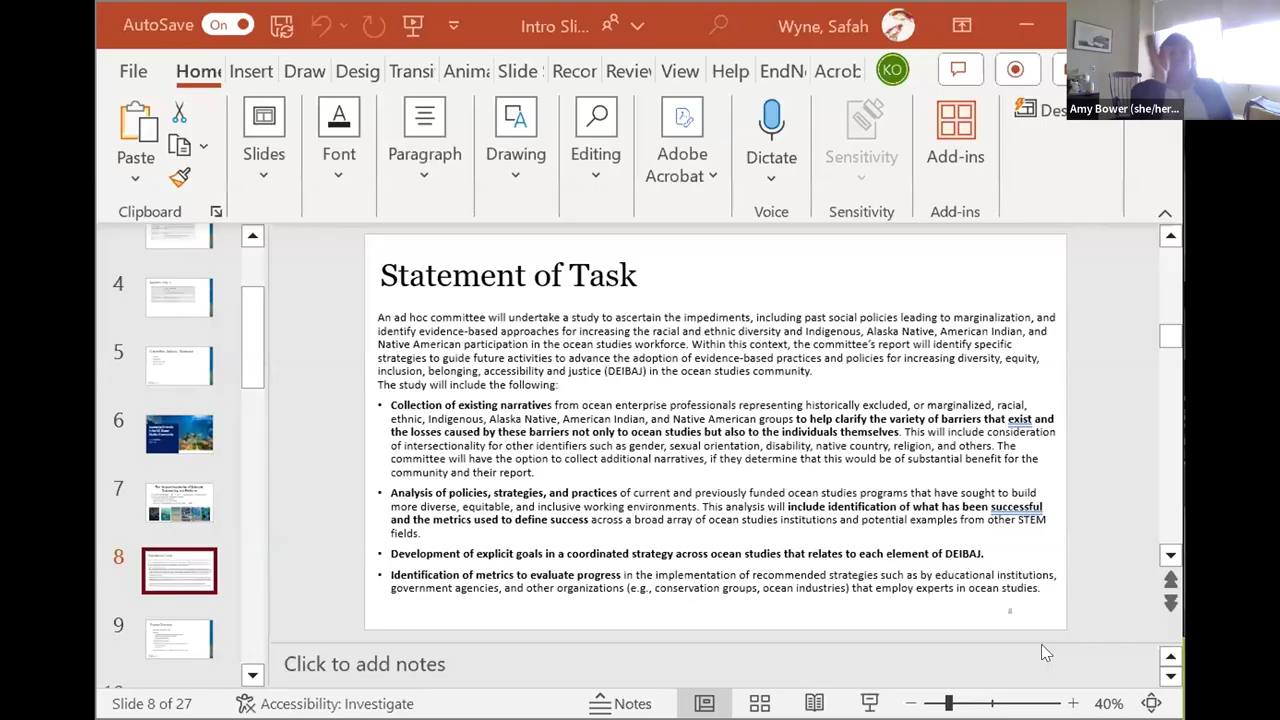 AutoSave On Intro Sli... Wyne, Safah
File Home Insert Draw Desig Transi Anima Slide Recor Review View Help EndN Acrob KO
Amy Bower (she/her...
Paste Slides Font Paragraph Drawing Editing Adobe Acrobat Dictate Sensitivity Add-ins Des
Clipboard Voice Sensitivity Add-ins
4
5
6
7
8
9
Statement of Task
An ad hoc committee will undertake a study to ascertain the impediments, including past social policies leading to marginalization, and
identify evidence-based approaches for increasing the racial and ethnic diversity and Indigenous, Alaska Native, American Indian, and
Native American participation in the ocean studies workforce. Within this context, the committee's report will identify specific
strategies to guide future activities to advance the adoption of evidence-based practices and policies for increasing diversity, equity,
inclusion, belonging, accessibility and justice (DEIBAJ) in the ocean studies community.
The study will include the following:
• Collection of existing narratives from ocean enterprise professionals representing historically excluded, or marginalized, racial,
ethnic, Indigenous, Alaska Native, American Indian, and Native American groups to help clarify the variety of barriers that exist and
the losses caused by these barriers not only to ocean studies but also to the individuals themselves. This will include consideration
of intersectionality for other identifiers such as gender, sexual orientation, disability, native country, religion, and others. The
committee will have the option to collect additional narratives, if they determine that this would be of substantial benefit for the
community and their report.
• Analysis of policies, strategies, and practices of current and previously funded ocean studies programs that have sought to build
more diverse, equitable, and inclusive working environments. This analysis will include identification of what has been successful
and the metrics used to define success across a broad array of ocean studies institutions and potential examples from other STEM
fields.
• Development of explicit goals in a coordinated strategy across ocean studies that relates to each element of DEIBAJ.
• Identification of metrics to evaluate progress in the implementation of recommended strategies such as by educational institutions,
government agencies, and other organizations (e.g., conservation groups, ocean industries) that employ experts in ocean studies.
8
Click to add notes
Slide 8 of 27 Accessibility: Investigate Notes 40%